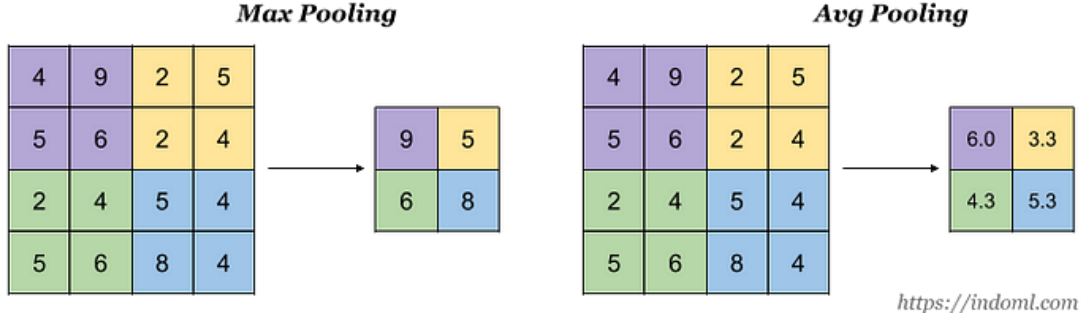 Max Pooling
4 9 2 5
5 6 2 4
2 4 5 4
5 6 8 4
9 5
6 8
Avg Pooling
4 9 2 5
5 6 2 4
2 4 5 4
5 6 8 4
6.0 3.3
4.3 5.3
https://indoml.com